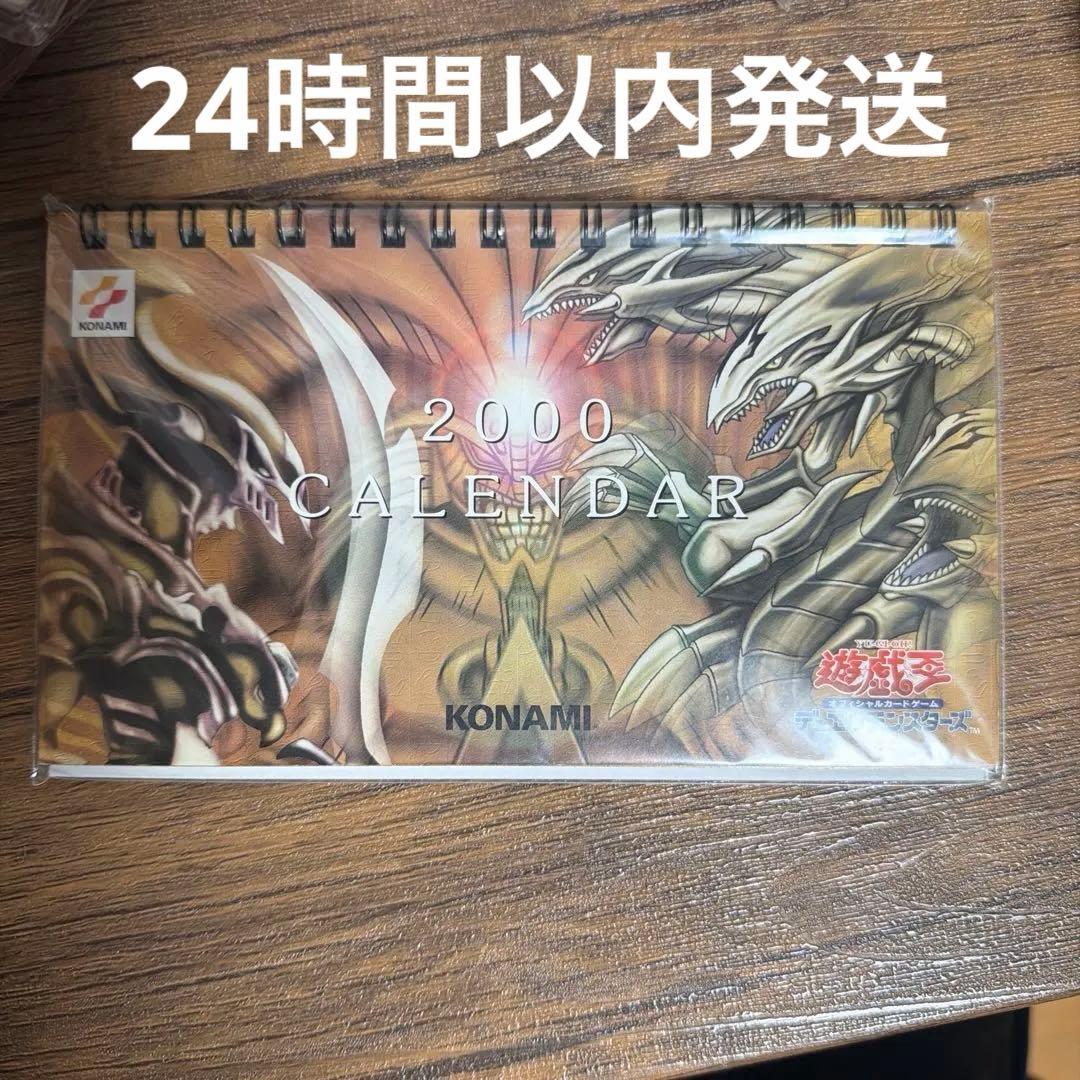 24時間以内発送
KONAMI
2000
CALENDAR
YU-GI-OH!
遊戯王
オフィシャルカードゲーム
デュエルモンスターズ™
KONAMI